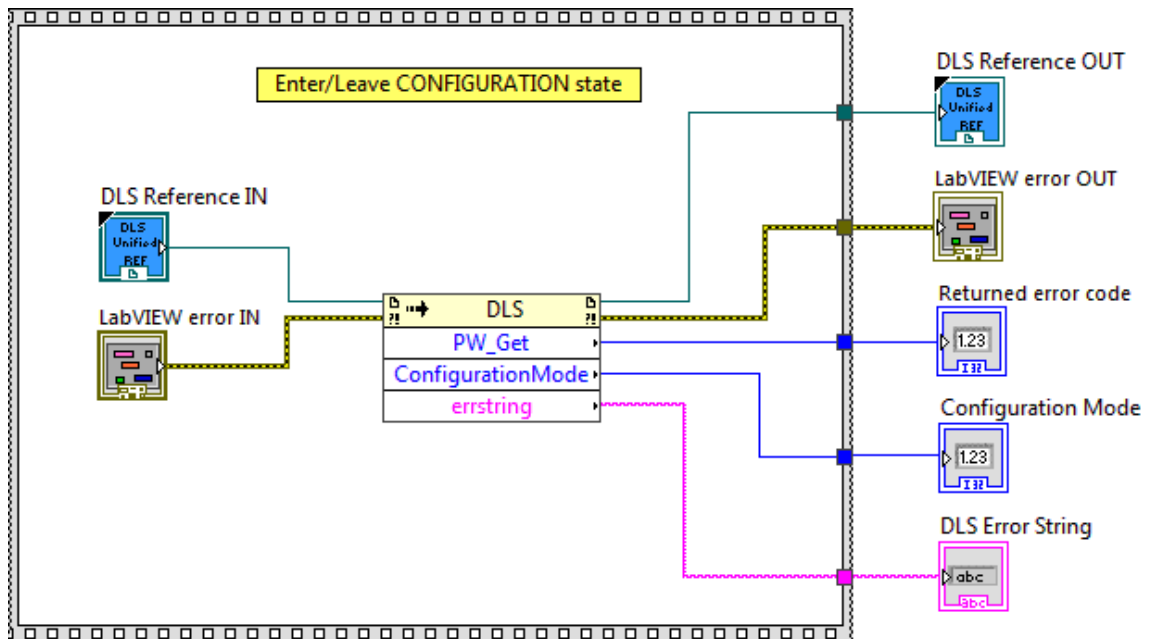 Enter/Leave CONFIGURATION state
DLS Reference IN
DLS
Unified
REF
LabVIEW error IN
DLS
PW_Get
ConfigurationMode
errstring
DLS Reference OUT
DLS
Unified
REF
LabVIEW error OUT
Returned error code
1.23
I32
Configuration Mode
1.23
I32
DLS Error String
abc
abc